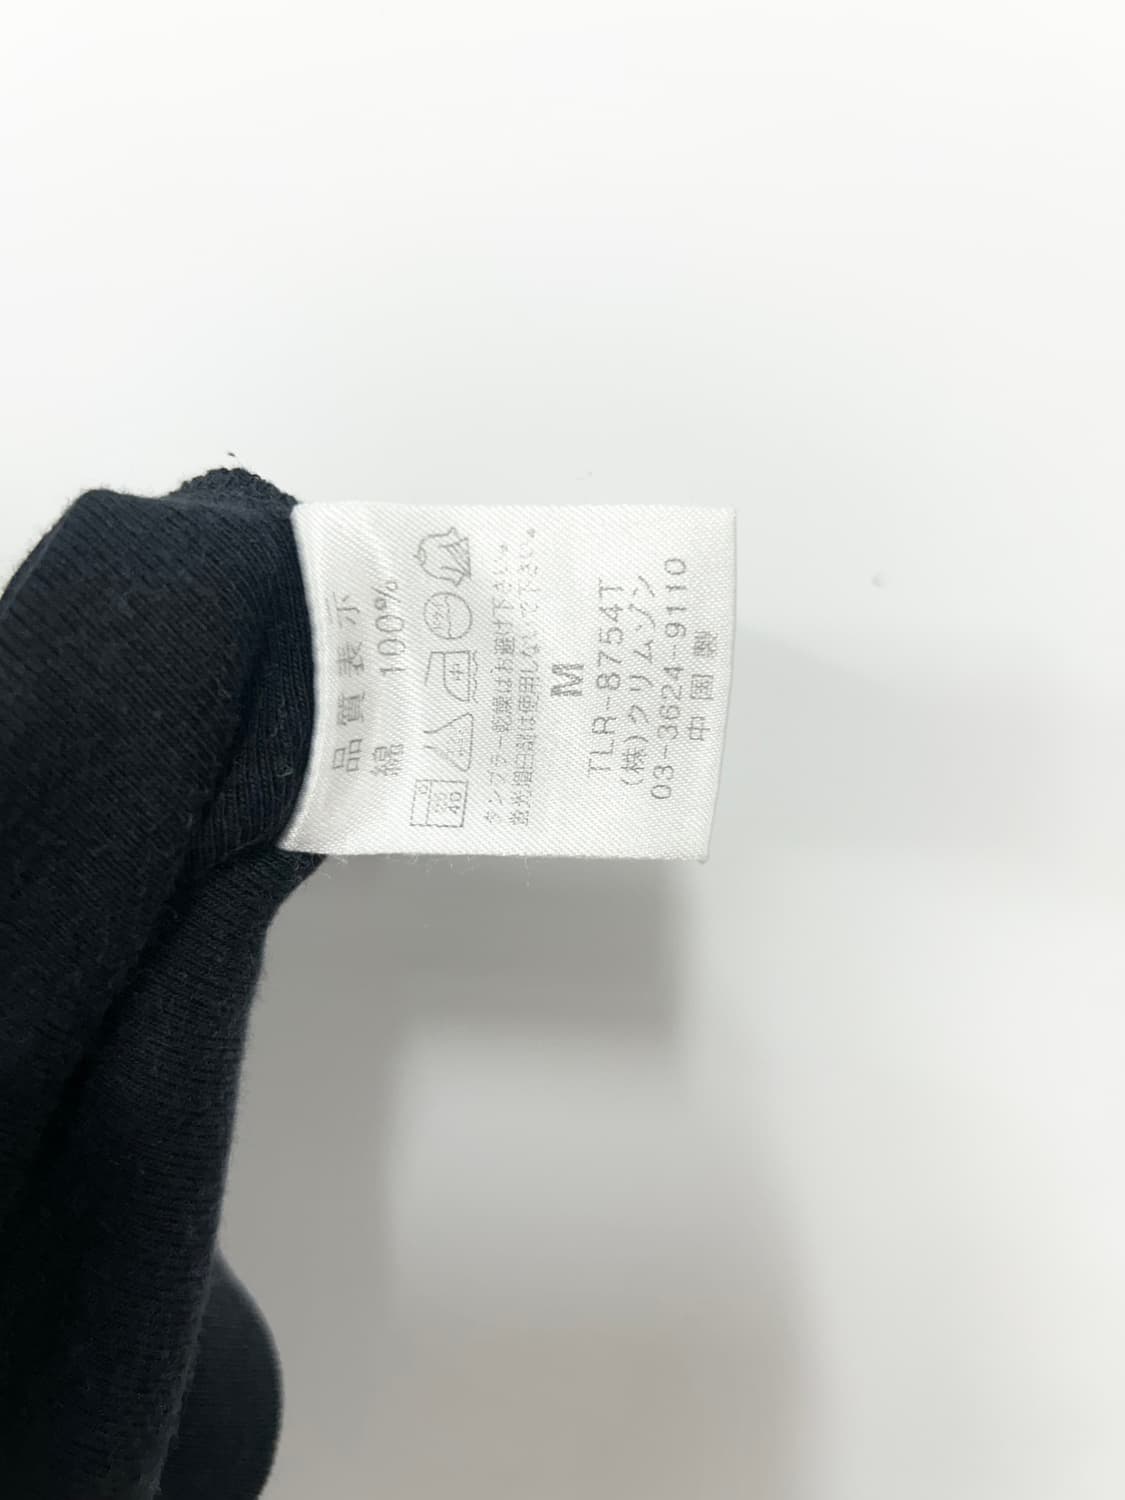 品質表示
綿 100%
40
タンブラー乾燥はお避け下さい。
蛍光増白剤は使用しないで下さい。
M
TLR-8754T
(株)クリムゾン
03-3624-9110
中国製